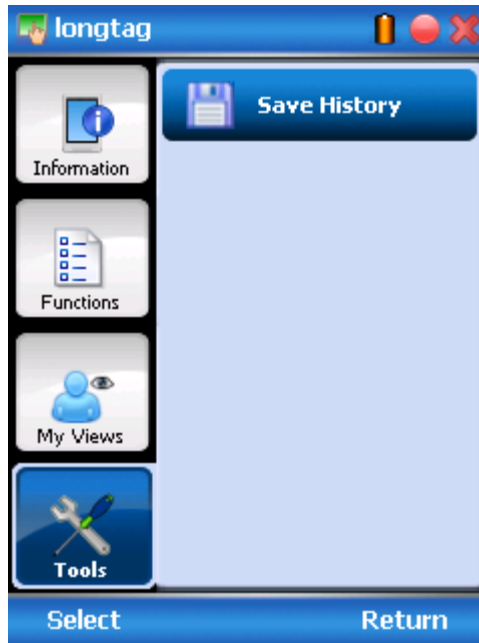 longtag
Save History
Information
Functions
My Views
Tools
Select
Return